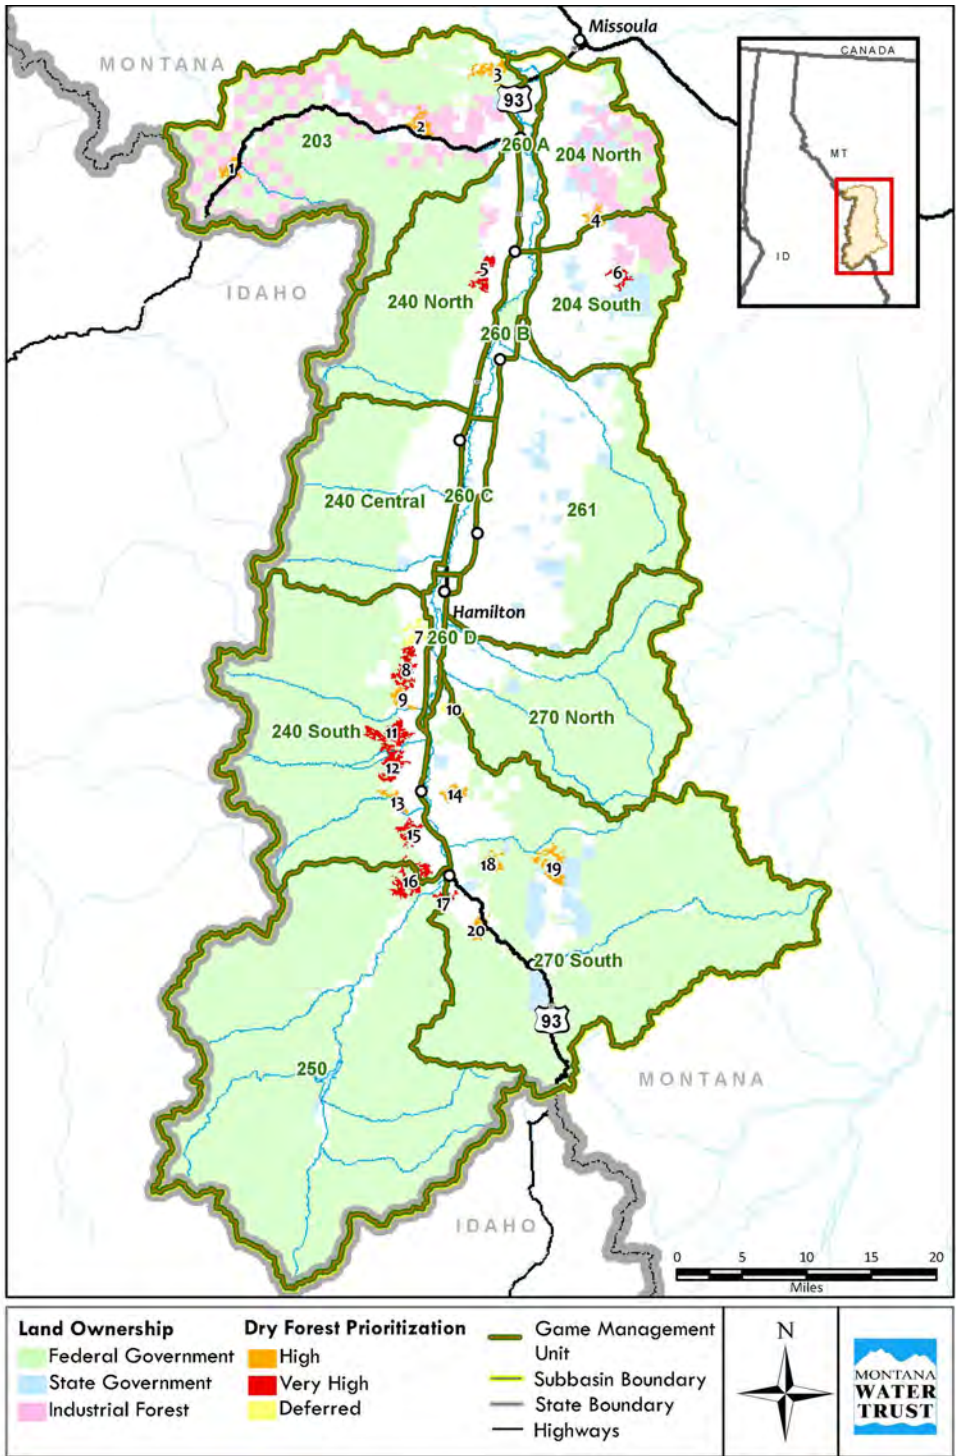 Missoula
MONTANA
CANADA
3
93
2
203
260 A
204 North
MT
1
4
ID
5
6
IDAHO
240 North
204 South
260 B
240 Central
260 C
261
Hamilton
7
260 D
8
9
10
270 North
240 South
11
12
13
14
15
18
19
16
17
20
270 South
93
250
MONTANA
IDAHO
0 5 10 15 20
Miles
Land Ownership
Federal Government
State Government
Industrial Forest
Dry Forest Prioritization
High
Very High
Deferred
Game Management
Unit
Subbasin Boundary
State Boundary
Highways
N
MONTANA
WATER
TRUST